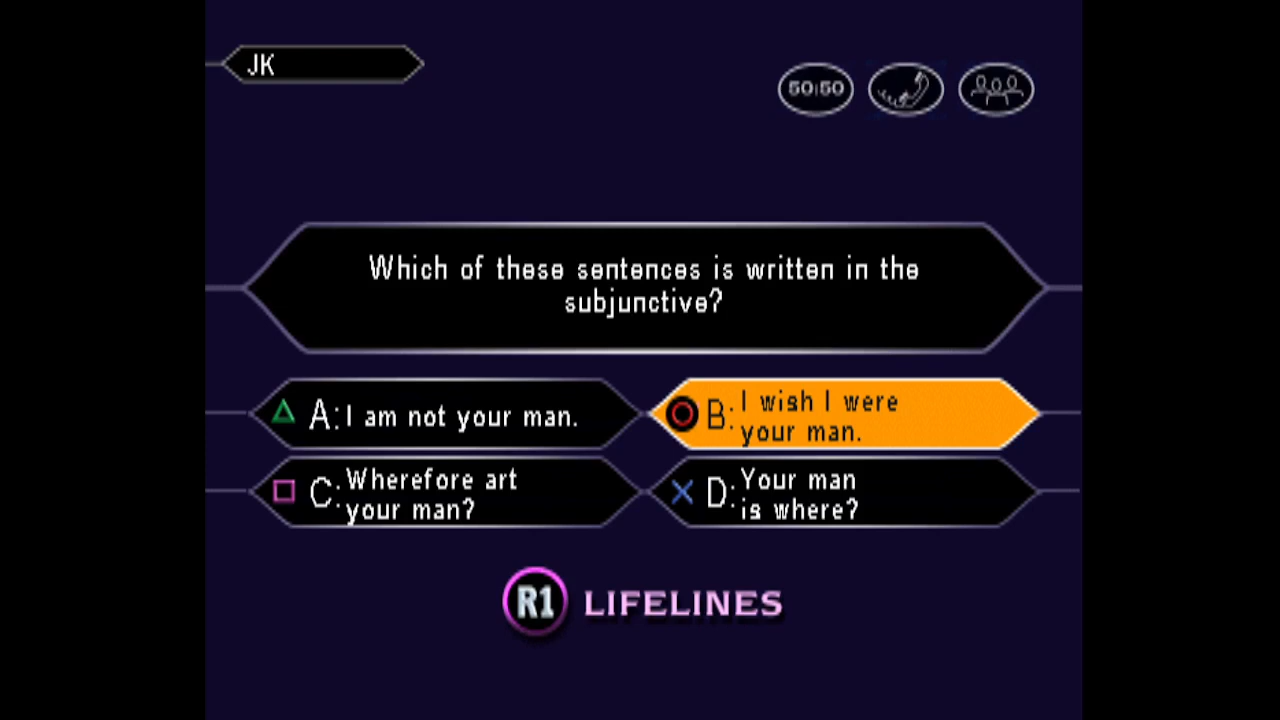 JK
50:50
Which of these sentences is written in the
subjunctive?
A: I am not your man.
B: I wish I were
your man.
C: Wherefore art
your man?
D: Your man
is where?
R1 LIFELINES